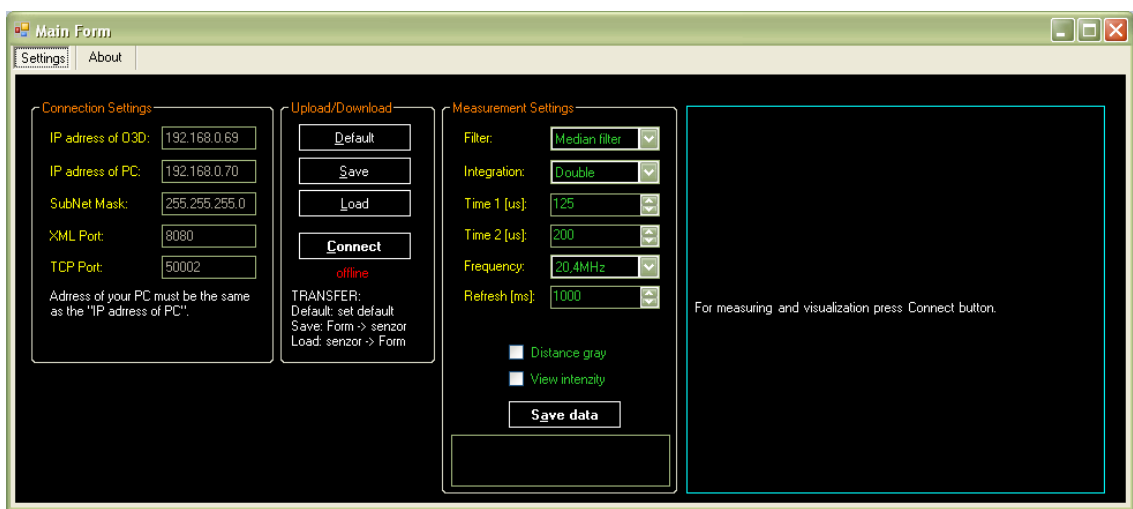 Main Form
Settings About
Connection Settings
IP adrress of O3D: 192.168.0.69
IP adrress of PC: 192.168.0.70
SubNet Mask: 255.255.255.0
XML Port: 8080
TCP Port: 50002
Adrress of your PC must be the same
as the "IP adrress of PC".
Upload/Download
Default
Save
Load
Connect
offline
TRANSFER:
Default: set default
Save: Form -> senzor
Load: senzor -> Form
Measurement Settings
Filter: Median filter
Integration: Double
Time 1 [us]: 125
Time 2 [us]: 200
Frequency: 20,4MHz
Refresh [ms]: 1000
Distance gray
View intenzity
Save data
For measuring and visualization press Connect button.